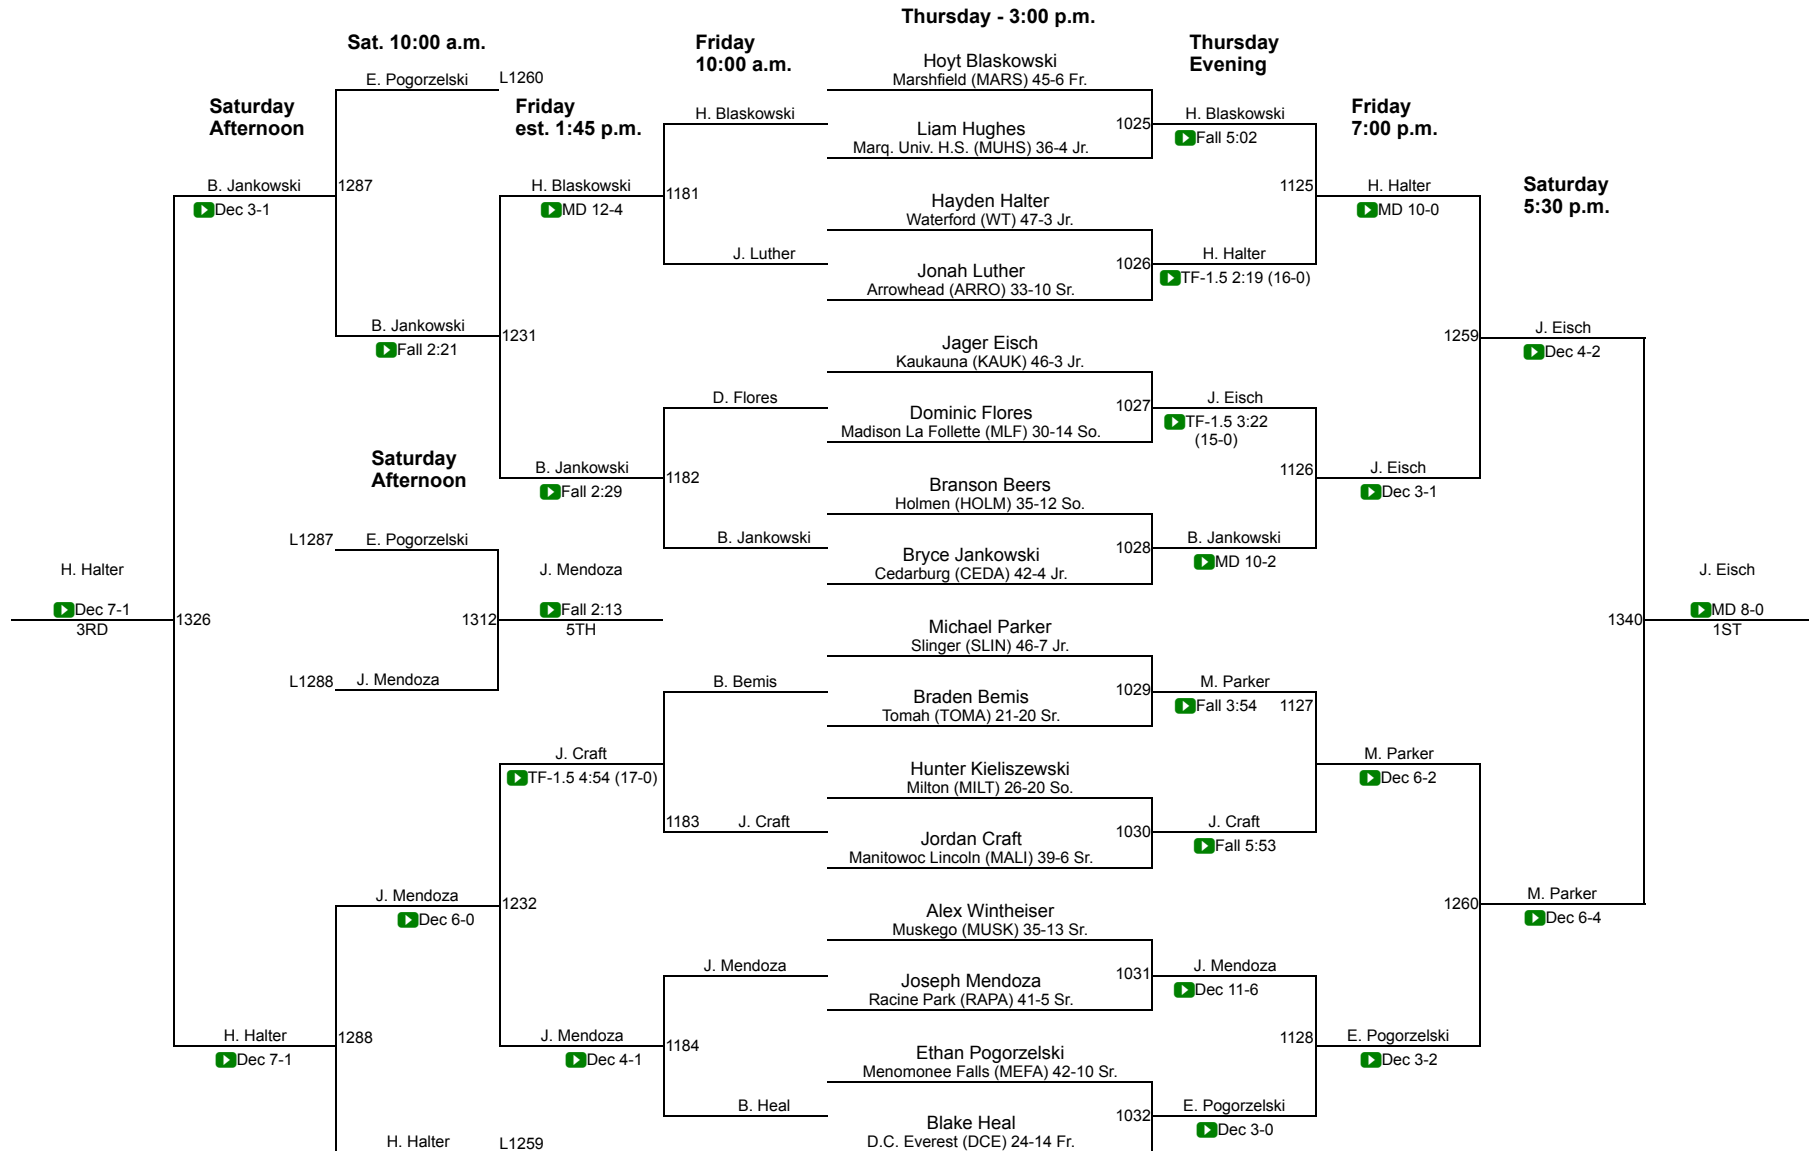 Thursday - 3:00 p.m.
Sat. 10:00 a.m.
Friday
10:00 a.m.
Thursday
Evening
Hoyt Blaskowski
Marshfield (MARS) 45-6 Fr.
E. Pogorzelski
L1260
Saturday
Afternoon
Friday
est. 1:45 p.m.
H. Blaskowski
Liam Hughes
Marq. Univ. H.S. (MUHS) 36-4 Jr.
1025
H. Blaskowski
Fall 5:02
Friday
7:00 p.m.
B. Jankowski
Dec 3-1
1287
H. Blaskowski
MD 12-4
1181
Hayden Halter
Waterford (WT) 47-3 Jr.
1125
H. Halter
MD 10-0
Saturday
5:30 p.m.
J. Luther
Jonah Luther
Arrowhead (ARRO) 33-10 Sr.
1026
H. Halter
TF-1.5 2:19 (16-0)
B. Jankowski
Fall 2:21
1231
Jager Eisch
Kaukauna (KAUK) 46-3 Jr.
1259
J. Eisch
Dec 4-2
D. Flores
Dominic Flores
Madison La Follette (MLF) 30-14 So.
1027
J. Eisch
TF-1.5 3:22
(15-0)
Saturday
Afternoon
B. Jankowski
Fall 2:29
1182
Branson Beers
Holmen (HOLM) 35-12 So.
1126
J. Eisch
Dec 3-1
L1287
E. Pogorzelski
B. Jankowski
Bryce Jankowski
Cedarburg (CEDA) 42-4 Jr.
1028
B. Jankowski
MD 10-2
H. Halter
Dec 7-1
3RD
1326
1312
J. Mendoza
Fall 2:13
5TH
Michael Parker
Slinger (SLIN) 46-7 Jr.
1340
J. Eisch
MD 8-0
1ST
L1288
J. Mendoza
B. Bemis
Braden Bemis
Tomah (TOMA) 21-20 Sr.
1029
M. Parker
Fall 3:54
1127
J. Craft
TF-1.5 4:54 (17-0)
Hunter Kieliszewski
Milton (MILT) 26-20 So.
M. Parker
Dec 6-2
1183
J. Craft
Jordan Craft
Manitowoc Lincoln (MALI) 39-6 Sr.
1030
J. Craft
Fall 5:53
J. Mendoza
Dec 6-0
1232
Alex Wintheiser
Muskego (MUSK) 35-13 Sr.
1260
M. Parker
Dec 6-4
J. Mendoza
Joseph Mendoza
Racine Park (RAPA) 41-5 Sr.
1031
J. Mendoza
Dec 11-6
H. Halter
Dec 7-1
1288
J. Mendoza
Dec 4-1
1184
Ethan Pogorzelski
Menomonee Falls (MEFA) 42-10 Sr.
1128
E. Pogorzelski
Dec 3-2
B. Heal
Blake Heal
D.C. Everest (DCE) 24-14 Fr.
1032
E. Pogorzelski
Dec 3-0
H. Halter
L1259